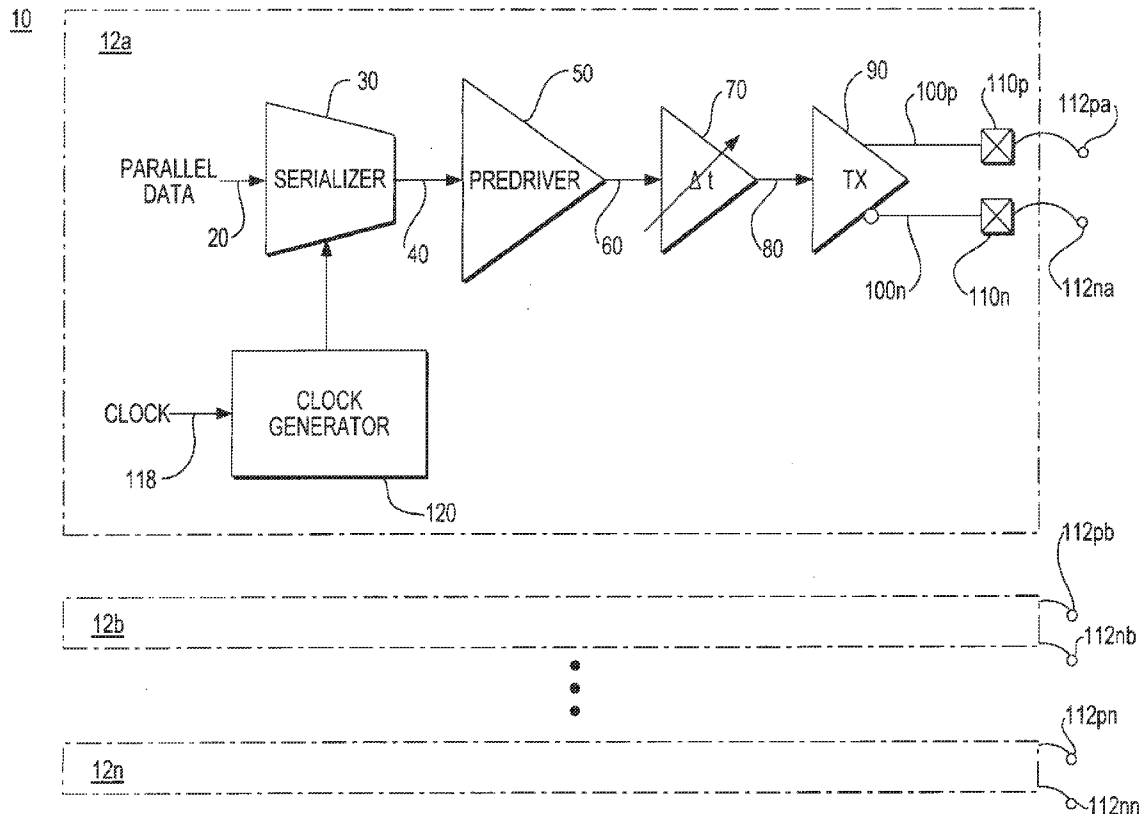 10
12a
30
50
70
90
100p
110p
112pa
PARALLEL
DATA
SERIALIZER
PREDRIVER
Δt
TX
20
40
60
80
100n
110n
112na
CLOCK
CLOCK
GENERATOR
118
120
112pb
12b
112nb
112pn
12n
112nn